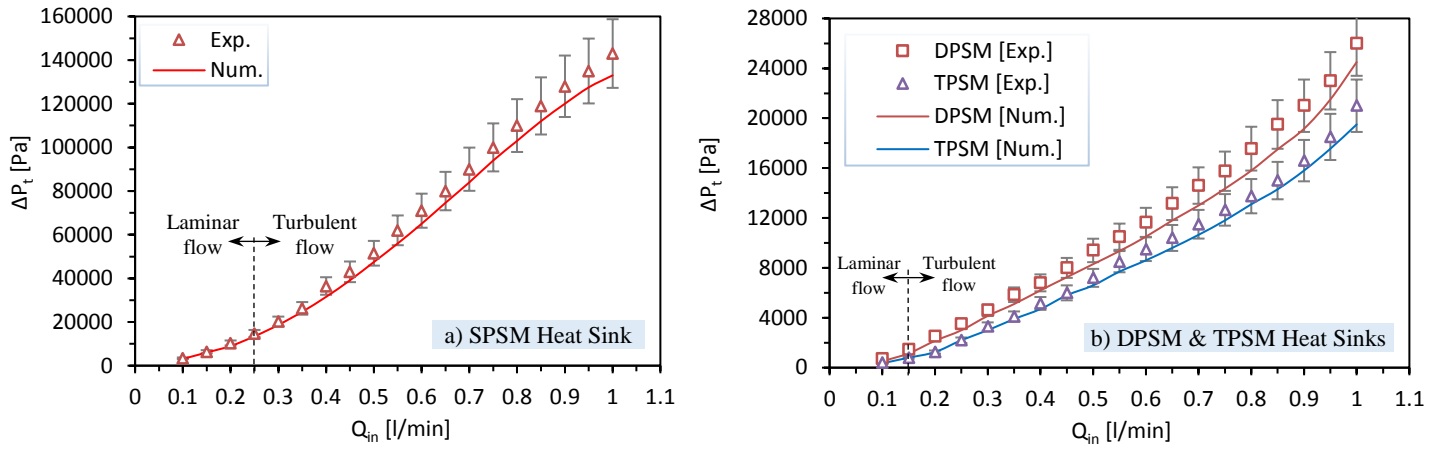 160000
140000
120000
100000
80000
60000
40000
20000
0
ΔP_t [Pa]
Exp.
Num.
Laminar flow
Turbulent flow
a) SPSM Heat Sink
0 0.1 0.2 0.3 0.4 0.5 0.6 0.7 0.8 0.9 1 1.1
Q_in [l/min]
28000
24000
20000
16000
12000
8000
4000
0
ΔP_t [Pa]
DPSM [Exp.]
TPSM [Exp.]
DPSM [Num.]
TPSM [Num.]
Laminar flow
Turbulent flow
b) DPSM & TPSM Heat Sinks
0 0.1 0.2 0.3 0.4 0.5 0.6 0.7 0.8 0.9 1 1.1
Q_in [l/min]